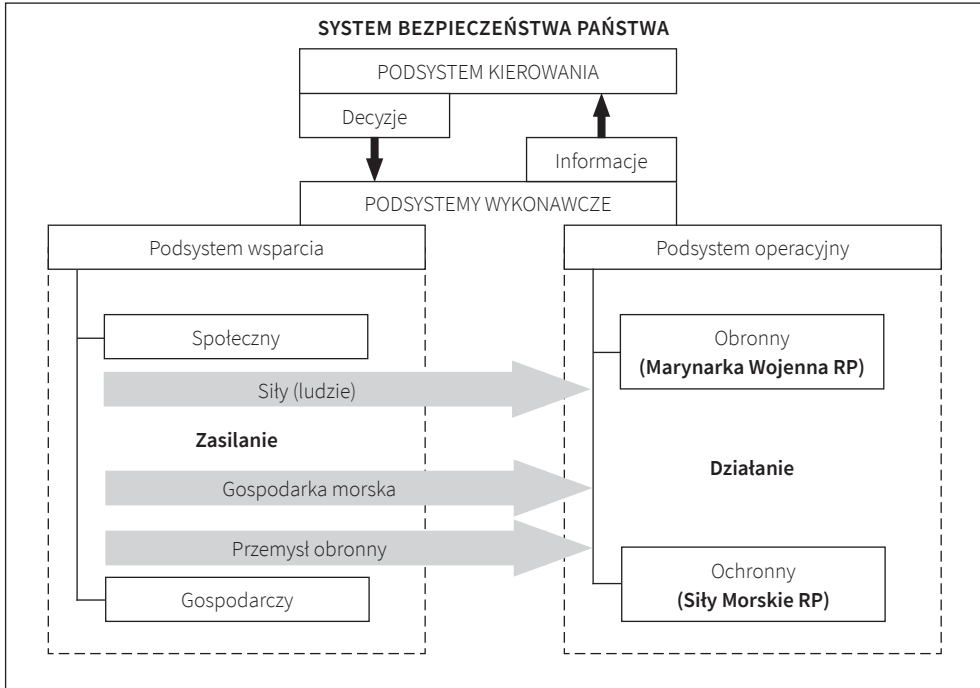 SYSTEM BEZPIECZEŃSTWA PAŃSTWA
PODSYSTEM KIEROWANIA
Decyzje
Informacje
PODSYSTEMY WYKONAWCZE
Podsystem wsparcia
Podsystem operacyjny
Społeczny
Obronny
(Marynarka Wojenna RP)
Siły (ludzie)
Zasilanie
Działanie
Gospodarka morska
Przemysł obronny
Gospodarczy
Ochronny
(Siły Morskie RP)